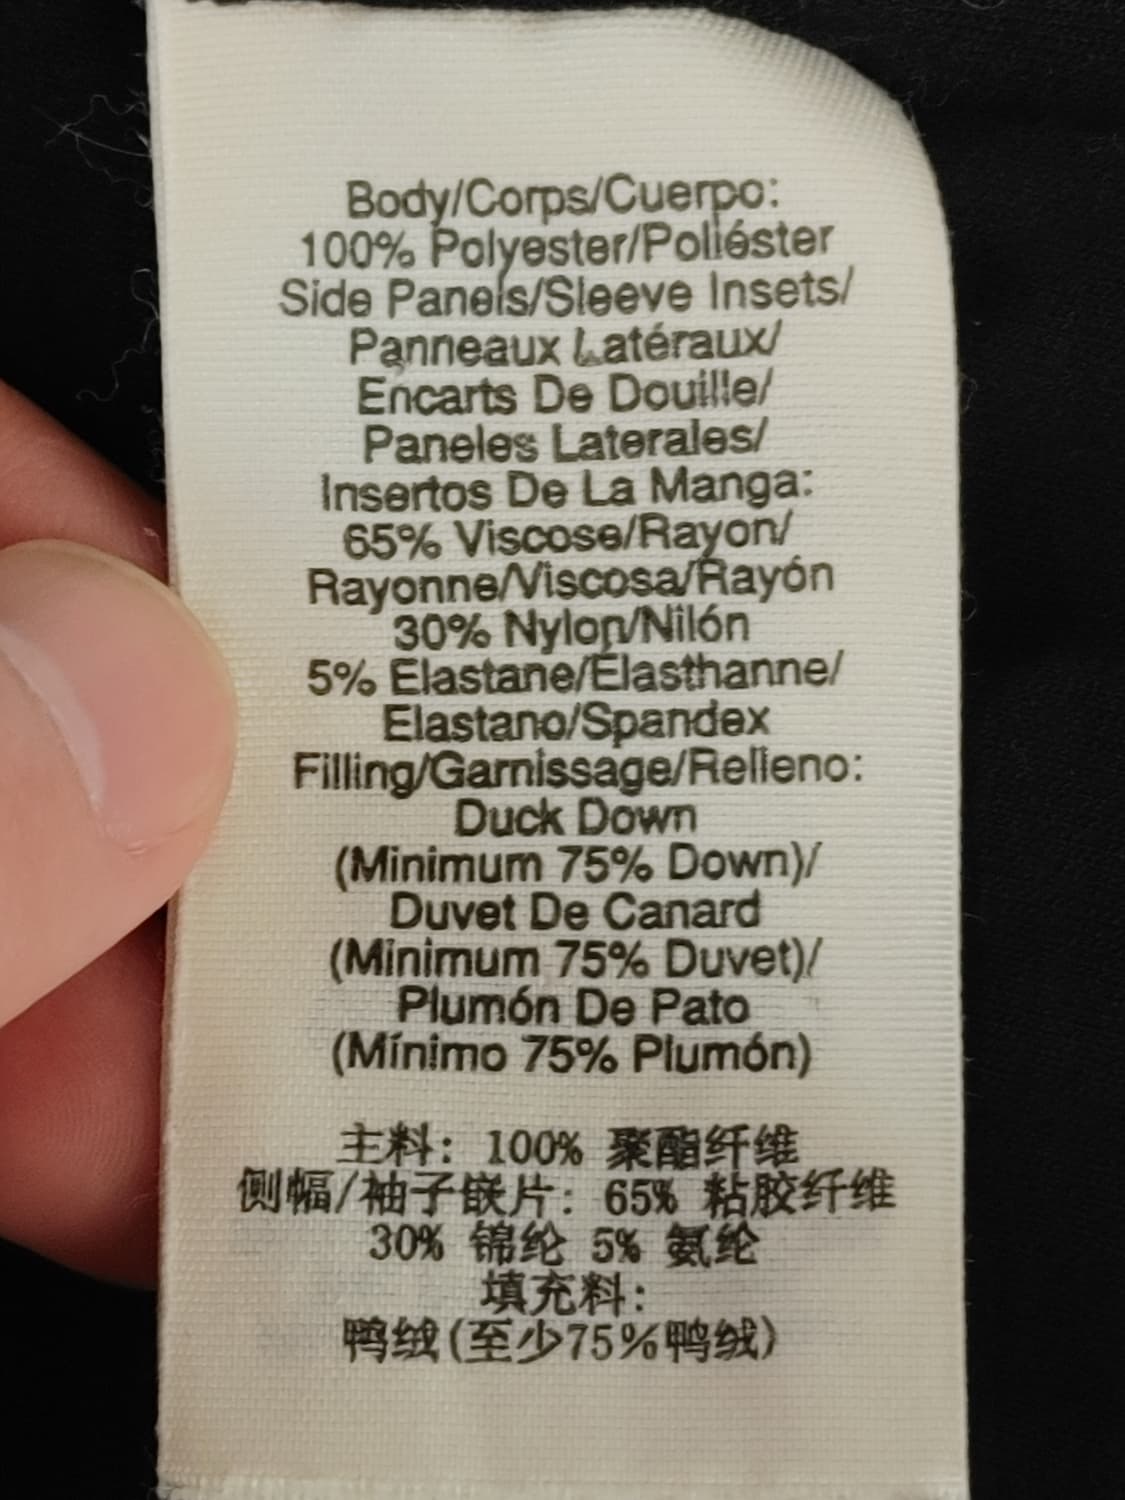 Body/Corps/Cuerpo:
100% Polyester/Poliéster
Side Panels/Sleeve Insets/
Panneaux Latéraux/
Encarts De Douille/
Paneles Laterales/
Insertos De La Manga:
65% Viscose/Rayon/
Rayonne/Viscosa/Rayón
30% Nylon/Nilón
5% Elastane/Élasthanne/
Elastano/Spandex
Filling/Garnissage/Relleno:
Duck Down
(Minimum 75% Down)/
Duvet De Canard
(Minimum 75% Duvet)/
Plumón De Pato
(Mínimo 75% Plumón)
主料: 100% 聚酯纤维
侧幅/袖子嵌片: 65% 粘胶纤维
30% 锦纶 5% 氨纶
填充料:
鸭绒(至少75%鸭绒)